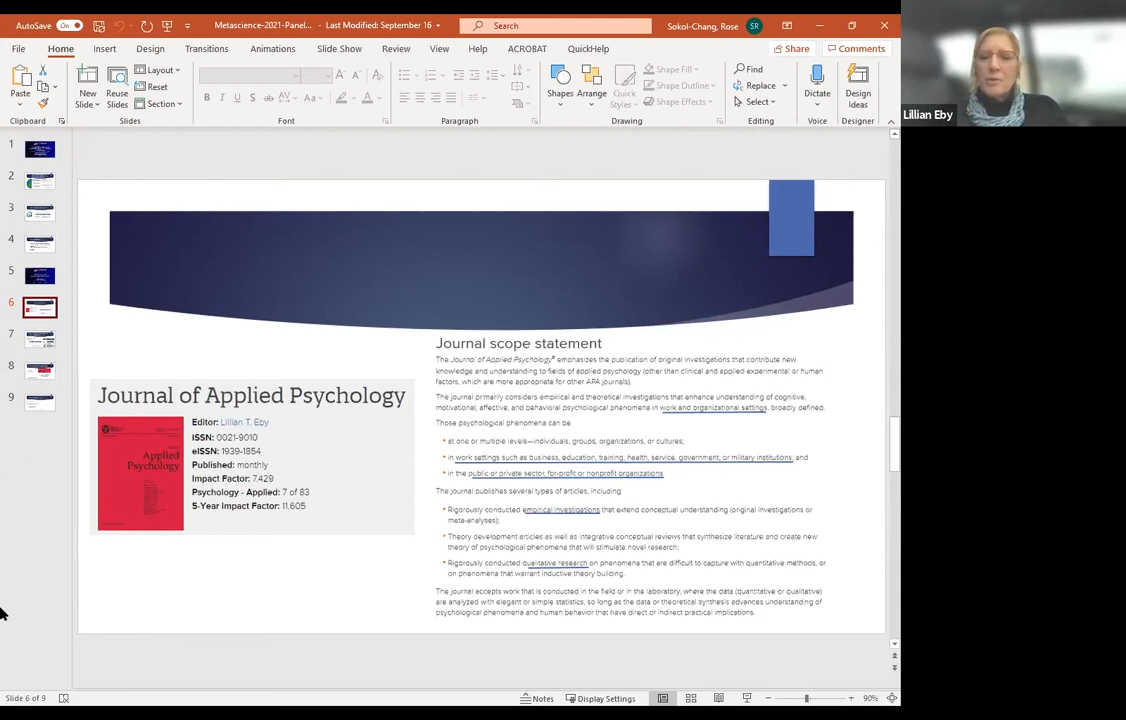 AutoSave On Metascience-2021-Panel... Last Modified: September 16 Search Sokol-Chang, Rose SR
File Home Insert Design Transitions Animations Slide Show Review View Help ACROBAT QuickHelp Share Comments
Paste New Slide Reuse Slides Layout Reset Section
B I U S ab AV Aa A A A
Shapes Arrange Quick Styles Shape Fill Shape Outline Shape Effects
Find Replace Select Dictate Design Ideas
Clipboard Slides Font Paragraph Drawing Editing Voice Designer
Lillian Eby
1
2
3
4
5
6
7
8
9
Journal of Applied Psychology
Applied
Psychology
Editor: Lillian T. Eby
ISSN: 0021-9010
eISSN: 1939-1854
Published: monthly
Impact Factor: 7.429
Psychology - Applied: 7 of 83
5-Year Impact Factor: 11.605
Journal scope statement
The Journal of Applied Psychology® emphasizes the publication of original investigations that contribute new
knowledge and understanding to fields of applied psychology (other than clinical and applied experimental or human
factors, which are more appropriate for other APA journals).
The journal primarily considers empirical and theoretical investigations that enhance understanding of cognitive,
motivational, affective, and behavioral psychological phenomena in work and organizational settings, broadly defined.
Those psychological phenomena can be
• at one or multiple levels—individuals, groups, organizations, or cultures;
• in work settings such as business, education, training, health, service, government, or military institutions; and
• in the public or private sector, for-profit or nonprofit organizations.
The journal publishes several types of articles, including:
• Rigorously conducted empirical investigations that extend conceptual understanding (original investigations or
meta-analyses);
• Theory development articles as well as integrative conceptual reviews that synthesize literature and create new
theory of psychological phenomena that will stimulate novel research;
• Rigorously conducted qualitative research on phenomena that are difficult to capture with quantitative methods, or
on phenomena that warrant inductive theory building.
The journal accepts work that is conducted in the field or in the laboratory, where the data (quantitative or qualitative)
are analyzed with elegant or simple statistics, so long as the data or theoretical synthesis advances understanding of
psychological phenomena and human behavior that have direct or indirect practical implications.
Slide 6 of 9 Notes Display Settings 90%